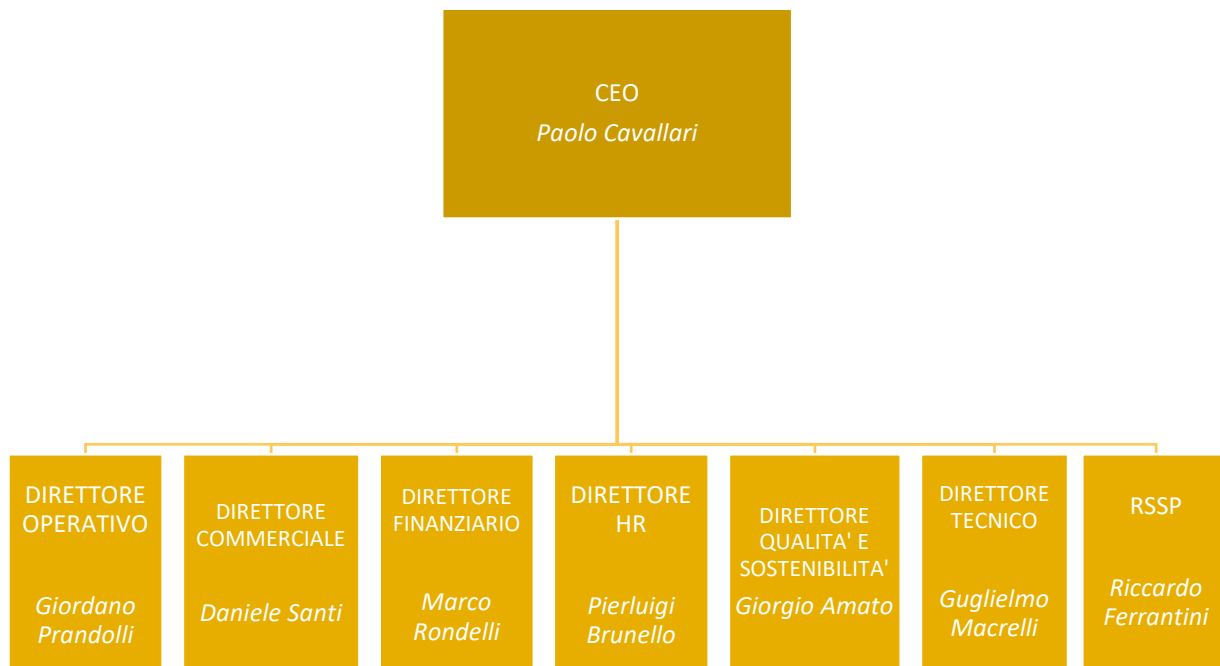 CEO
Paolo Cavallari
DIRETTORE
OPERATIVO
Giordano
Prandolli
DIRETTORE
COMMERCIALE
Daniele Santi
DIRETTORE
FINANZIARIO
Marco
Rondelli
DIRETTORE
HR
Pierluigi
Brunello
DIRETTORE
QUALITA' E
SOSTENIBILITA'
Giorgio Amato
DIRETTORE
TECNICO
Guglielmo
Macrelli
RSSP
Riccardo
Ferrantini